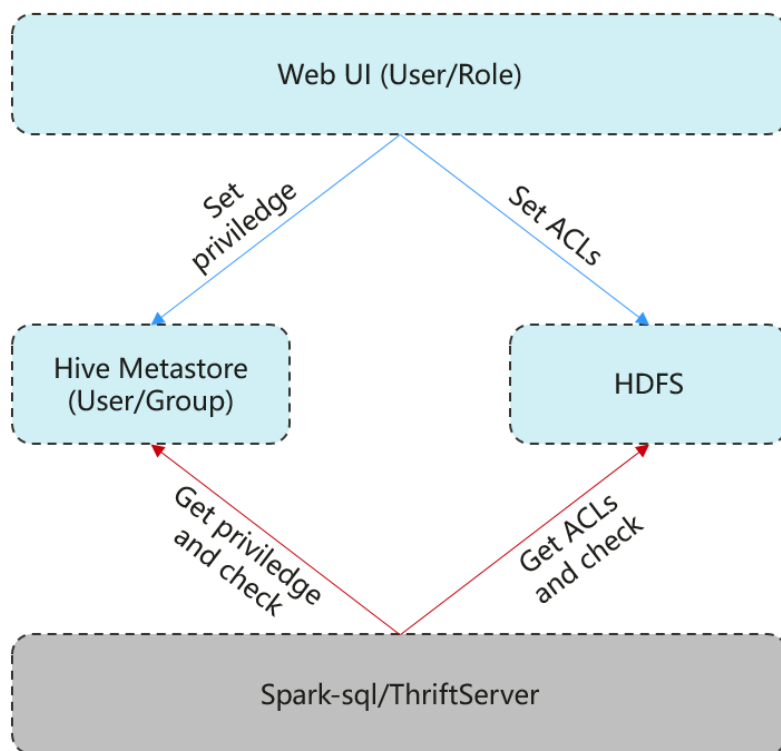 Web UI (User/Role)
Set
priviledge
Set ACLs
Hive Metastore
(User/Group)
HDFS
Get priviledge
and check
Get ACLs
and check
Spark-sql/ThriftServer